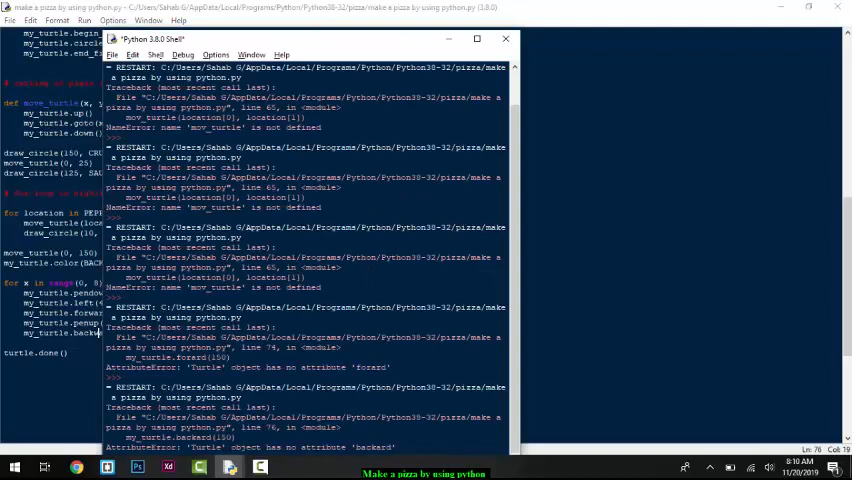 make a pizza by using python.py - C:/Users/Sahab G/AppData/Local/Programs/Python/Python38-32/pizza/make a pizza by using python.py (3.8.0)
File Edit Format Run Options Window Help
my_turtle.begin_
my_turtle.circle
my_turtle.end_fi
def move_turtle(x, y
my_turtle.up()
my_turtle.goto(x
my_turtle.down()
draw_circle(150, CRU
move_turtle(0, 25)
draw_circle(125, SAU
for location in PEPP
move_turtle(loca
draw_circle(10,
move_turtle(0, 150)
my_turtle.color(BACK
for x in range(0, 8)
my_turtle.pendow
my_turtle.left(4
my_turtle.forwar
my_turtle.penup(
my_turtle.backwa
turtle.done()
*Python 3.8.0 Shell*
File Edit Shell Debug Options Window Help
= RESTART: C:/Users/Sahab G/AppData/Local/Programs/Python/Python38-32/pizza/make
a pizza by using python.py
Traceback (most recent call last):
File "C:/Users/Sahab G/AppData/Local/Programs/Python/Python38-32/pizza/make a
pizza by using python.py", line 65, in <module>
mov_turtle(location[0], location[1])
NameError: name 'mov_turtle' is not defined
>>>
= RESTART: C:/Users/Sahab G/AppData/Local/Programs/Python/Python38-32/pizza/make
a pizza by using python.py
Traceback (most recent call last):
File "C:/Users/Sahab G/AppData/Local/Programs/Python/Python38-32/pizza/make a
pizza by using python.py", line 65, in <module>
mov_turtle(location[0], location[1])
NameError: name 'mov_turtle' is not defined
>>>
= RESTART: C:/Users/Sahab G/AppData/Local/Programs/Python/Python38-32/pizza/make
a pizza by using python.py
Traceback (most recent call last):
File "C:/Users/Sahab G/AppData/Local/Programs/Python/Python38-32/pizza/make a
pizza by using python.py", line 65, in <module>
mov_turtle(location[0], location[1])
NameError: name 'mov_turtle' is not defined
>>>
= RESTART: C:/Users/Sahab G/AppData/Local/Programs/Python/Python38-32/pizza/make
a pizza by using python.py
Traceback (most recent call last):
File "C:/Users/Sahab G/AppData/Local/Programs/Python/Python38-32/pizza/make a
pizza by using python.py", line 74, in <module>
my_turtle.forard(150)
AttributeError: 'Turtle' object has no attribute 'forard'
>>>
= RESTART: C:/Users/Sahab G/AppData/Local/Programs/Python/Python38-32/pizza/make
a pizza by using python.py
Traceback (most recent call last):
File "C:/Users/Sahab G/AppData/Local/Programs/Python/Python38-32/pizza/make a
pizza by using python.py", line 76, in <module>
my_turtle.backard(150)
AttributeError: 'Turtle' object has no attribute 'backard'
Ln: 76 Col: 19
Ps Xd
8:10 AM
11/20/2019
Make a pizza by using python